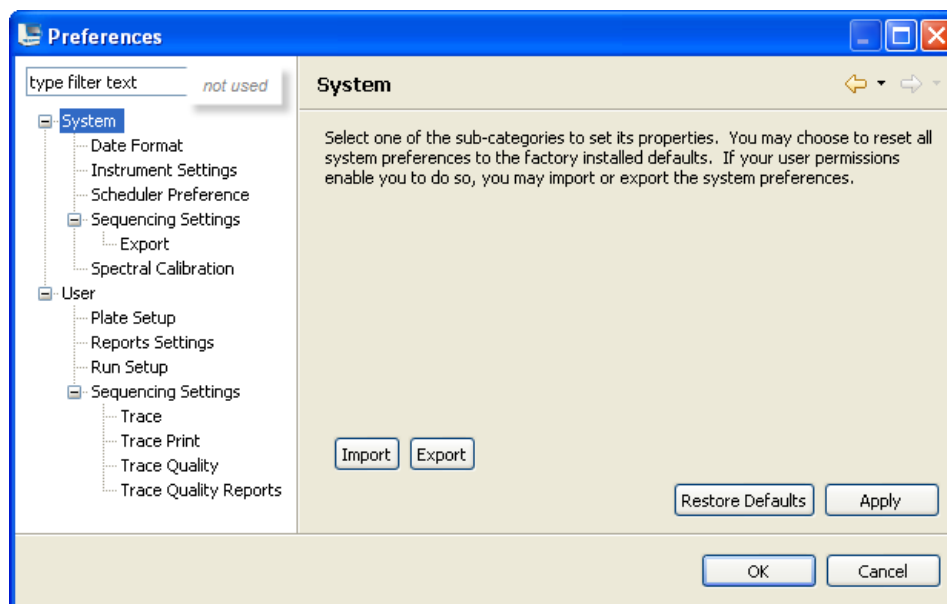 Preferences
type filter text
not used
System
Date Format
Instrument Settings
Scheduler Preference
Sequencing Settings
Export
Spectral Calibration
User
Plate Setup
Reports Settings
Run Setup
Sequencing Settings
Trace
Trace Print
Trace Quality
Trace Quality Reports
System
Select one of the sub-categories to set its properties. You may choose to reset all
system preferences to the factory installed defaults. If your user permissions
enable you to do so, you may import or export the system preferences.
Import Export
Restore Defaults Apply
OK Cancel